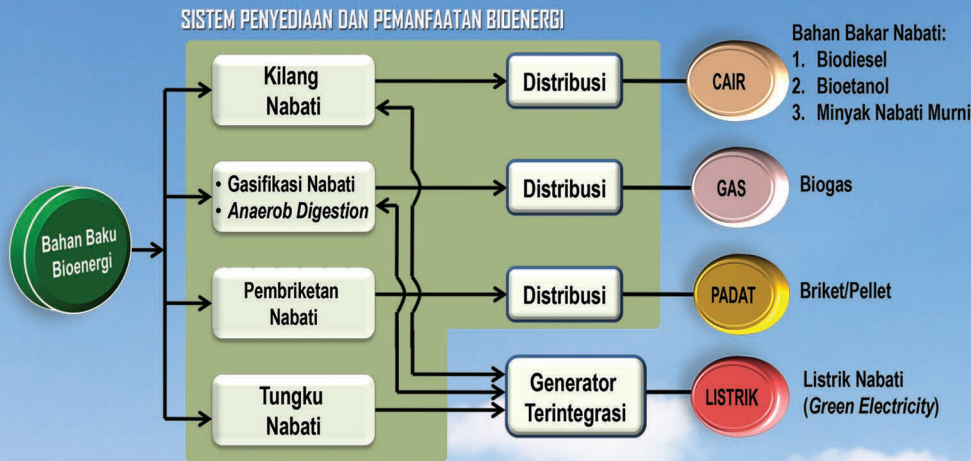 SISTEM PENYEDIAAN DAN PEMANFAATAN BIOENERGI
Bahan Baku
Bioenergi
Kilang
Nabati
Distribusi
CAIR
Bahan Bakar Nabati:
1. Biodiesel
2. Bioetanol
3. Minyak Nabati Murni
• Gasifikasi Nabati
• Anaerob Digestion
Distribusi
GAS
Biogas
Pembriketan
Nabati
Distribusi
PADAT
Briket/Pellet
Tungku
Nabati
Generator
Terintegrasi
LISTRIK
Listrik Nabati
(Green Electricity)